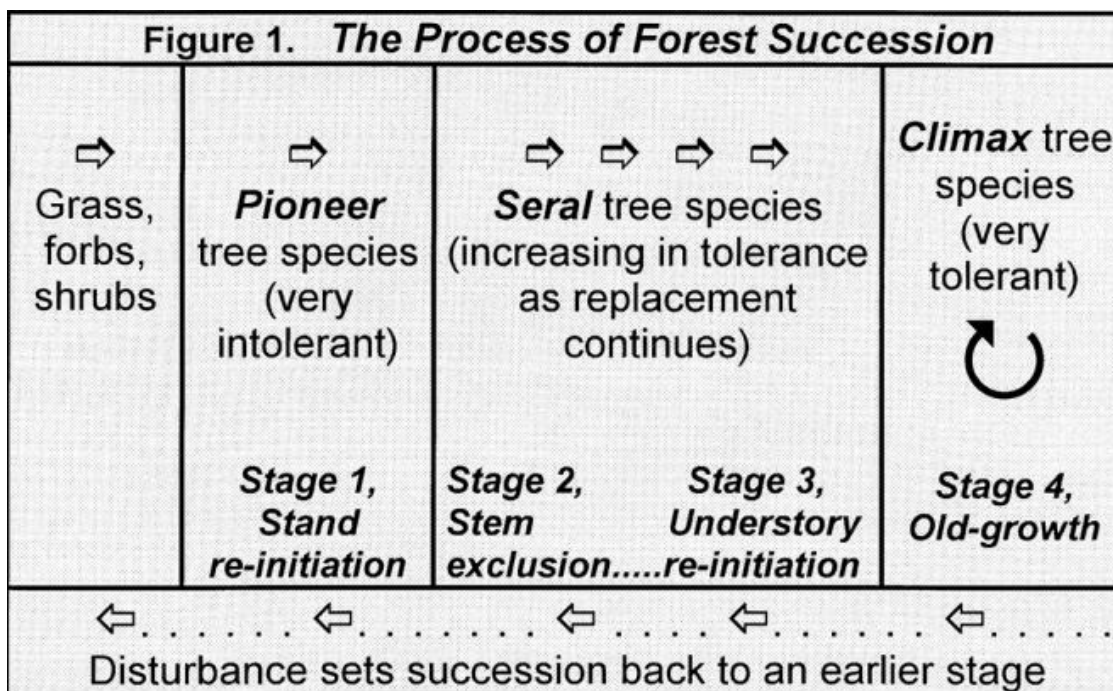 Figure 1. The Process of Forest Succession
Grass,
forbs,
shrubs
Pioneer
tree species
(very
intolerant)
Stage 1,
Stand
re-initiation
Seral tree species
(increasing in tolerance
as replacement
continues)
Stage 2,
Stem
exclusion.....re-initiation
Stage 3,
Understory
Climax tree
species
(very
tolerant)
Stage 4,
Old-growth
Disturbance sets succession back to an earlier stage